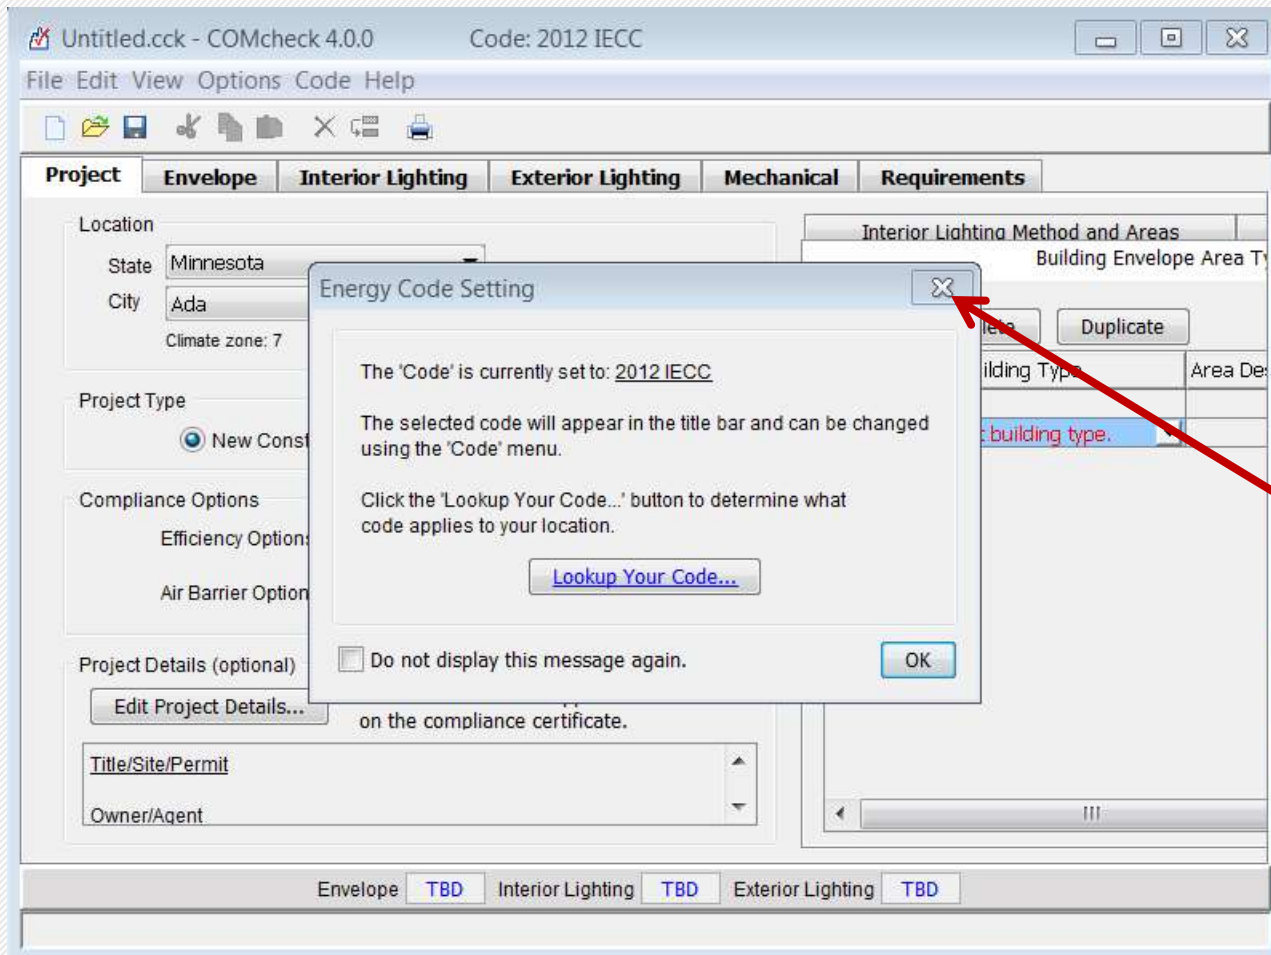 Untitled.cck - COMcheck 4.0.0 Code: 2012 IECC
File Edit View Options Code Help
Project Envelope Interior Lighting Exterior Lighting Mechanical Requirements
Location
State Minnesota
City Ada
Climate zone: 7
Project Type
New Const
Compliance Options
Efficiency Option
Air Barrier Option
Project Details (optional)
Edit Project Details...
on the compliance certificate.
Title/Site/Permit
Owner/Agent
Interior Lighting Method and Areas
Building Envelope Area Ty
Duplicate
ilding Type Area Des
t building type.
Energy Code Setting
The 'Code' is currently set to: 2012 IECC
The selected code will appear in the title bar and can be changed
using the 'Code' menu.
Click the 'Lookup Your Code...' button to determine what
code applies to your location.
Lookup Your Code...
Do not display this message again.
OK
Envelope TBD Interior Lighting TBD Exterior Lighting TBD